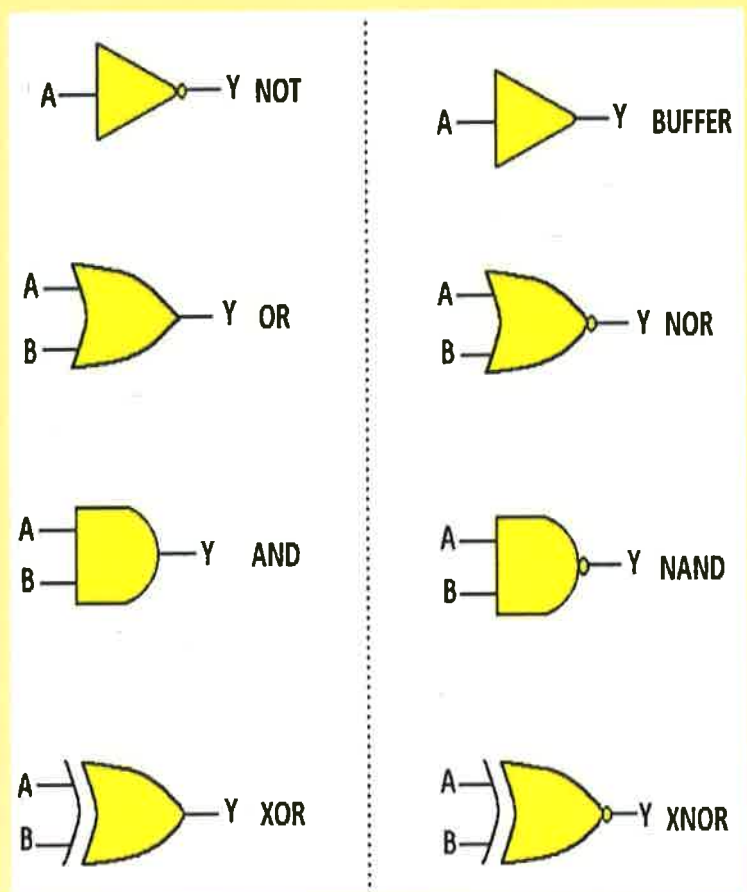 A Y NOT
A Y BUFFER
A
B Y OR
A
B Y NOR
A
B Y AND
A
B Y NAND
A
B Y XOR
A
B Y XNOR